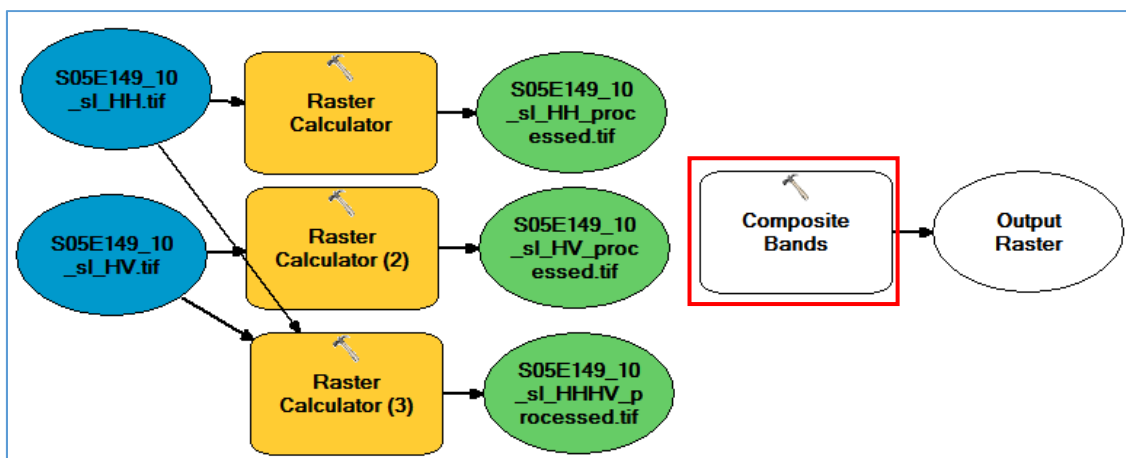 S05E149_10
_sl_HH.tif
Raster
Calculator
S05E149_10
_sl_HH_proc
essed.tif
S05E149_10
_sl_HV.tif
Raster
Calculator (2)
S05E149_10
_sl_HV_proc
essed.tif
Composite
Bands
Output
Raster
Raster
Calculator (3)
S05E149_10
_sl_HHHV_p
rocessed.tif